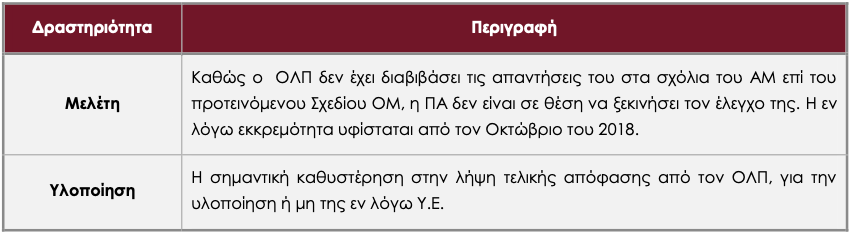 Δραστηριότητα Περιγραφή
Μελέτη
Καθώς ο ΟΛΠ δεν έχει διαβιβάσει τις απαντήσεις του στα σχόλια του ΑΜ επί του
προτεινόμενου Σχεδίου ΟΜ, η ΠΑ δεν είναι σε θέση να ξεκινήσει τον έλεγχο της. Η εν
λόγω εκκρεμότητα υφίσταται από τον Οκτώβριο του 2018.
Υλοποίηση
Η σημαντική καθυστέρηση στην λήψη τελικής απόφασης από τον ΟΛΠ, για την
υλοποίηση ή μη της εν λόγω Υ.Ε.